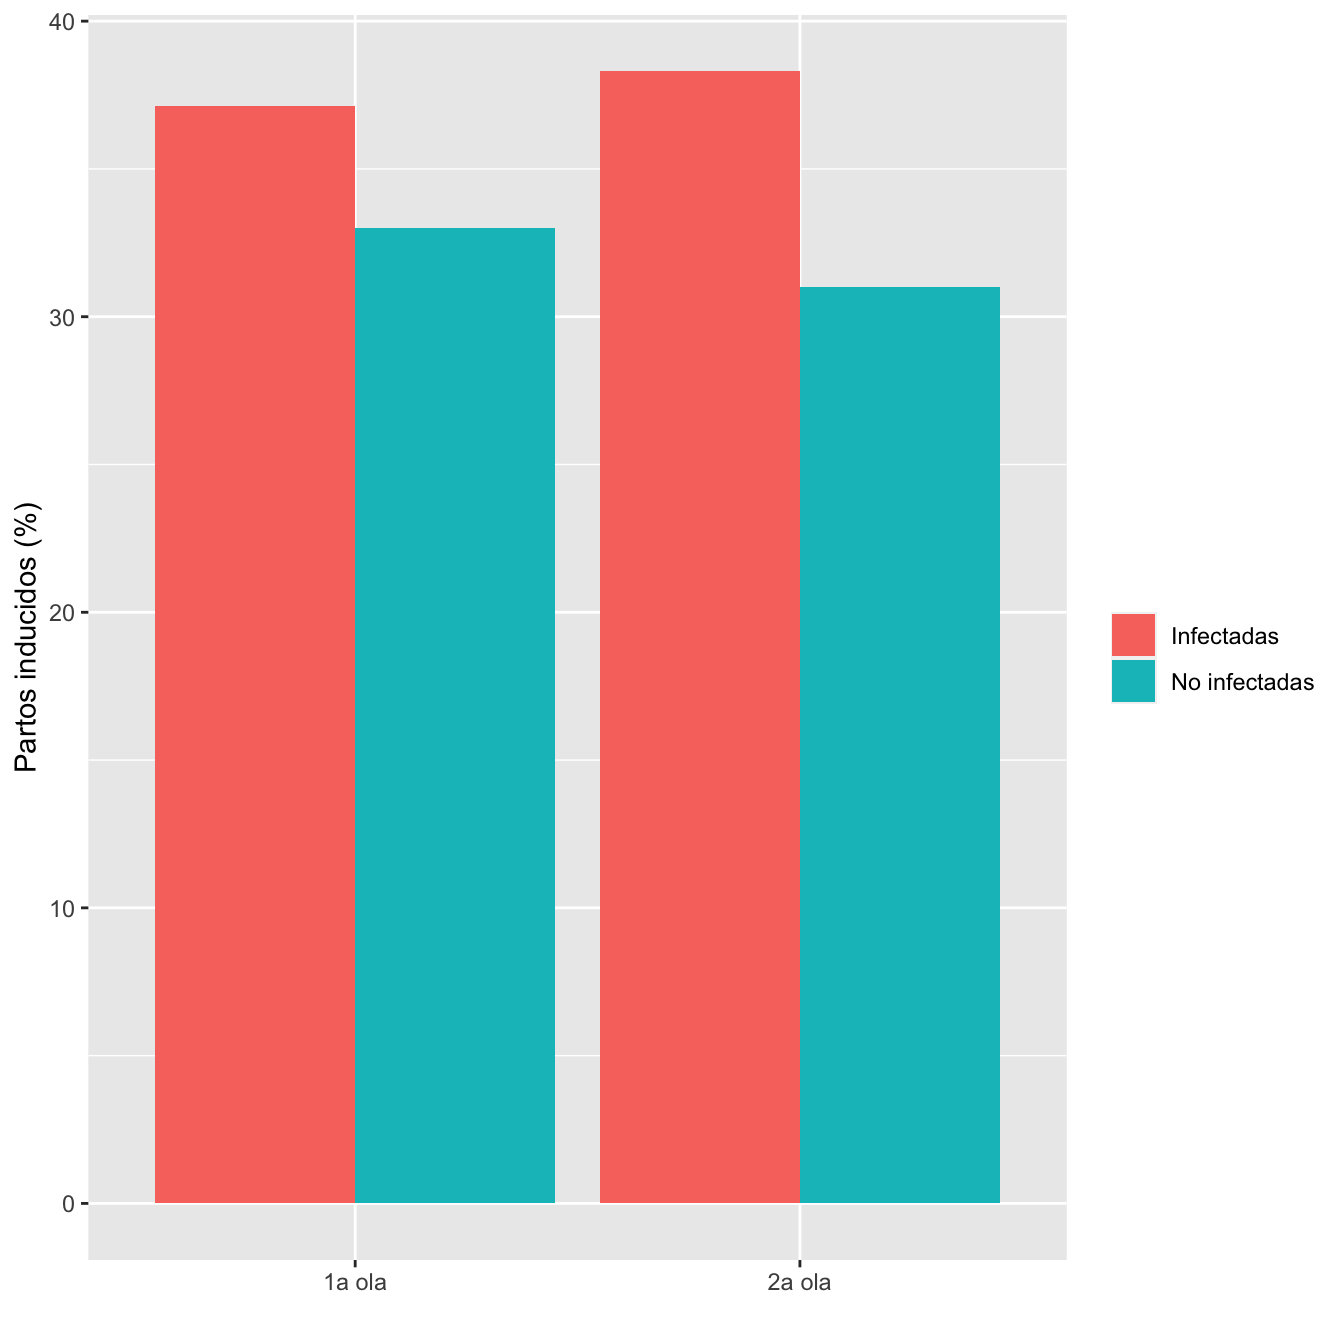 Partos inducidos (%)
40
30
20
10
0
1a ola
2a ola
Infectadas
No infectadas